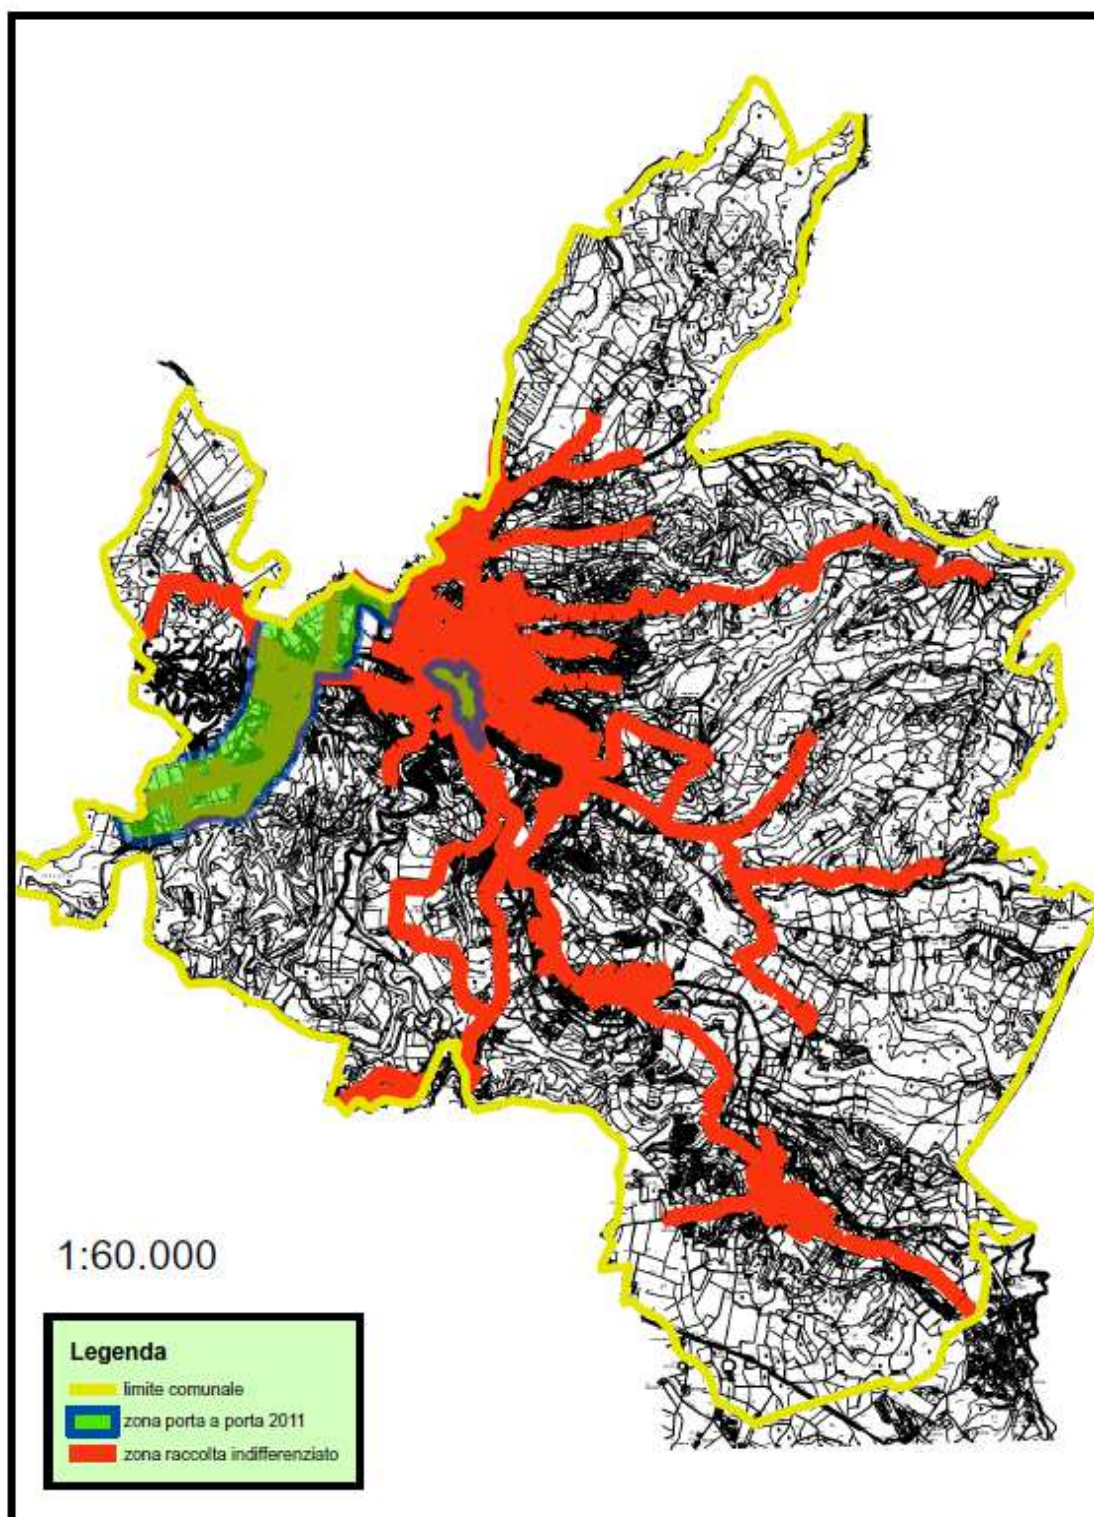 1:60.000
Legenda
limite comunale
zona porta a porta 2011
zona raccolta indifferenziato